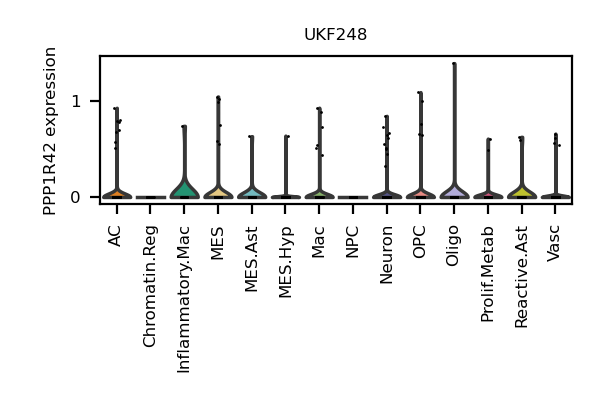 UKF248
PPP1R42 expression
1
0
AC
Chromatin.Reg
Inflammatory.Mac
MES
MES.Ast
MES.Hyp
Mac
NPC
Neuron
OPC
Oligo
Prolif.Metab
Reactive.Ast
Vasc